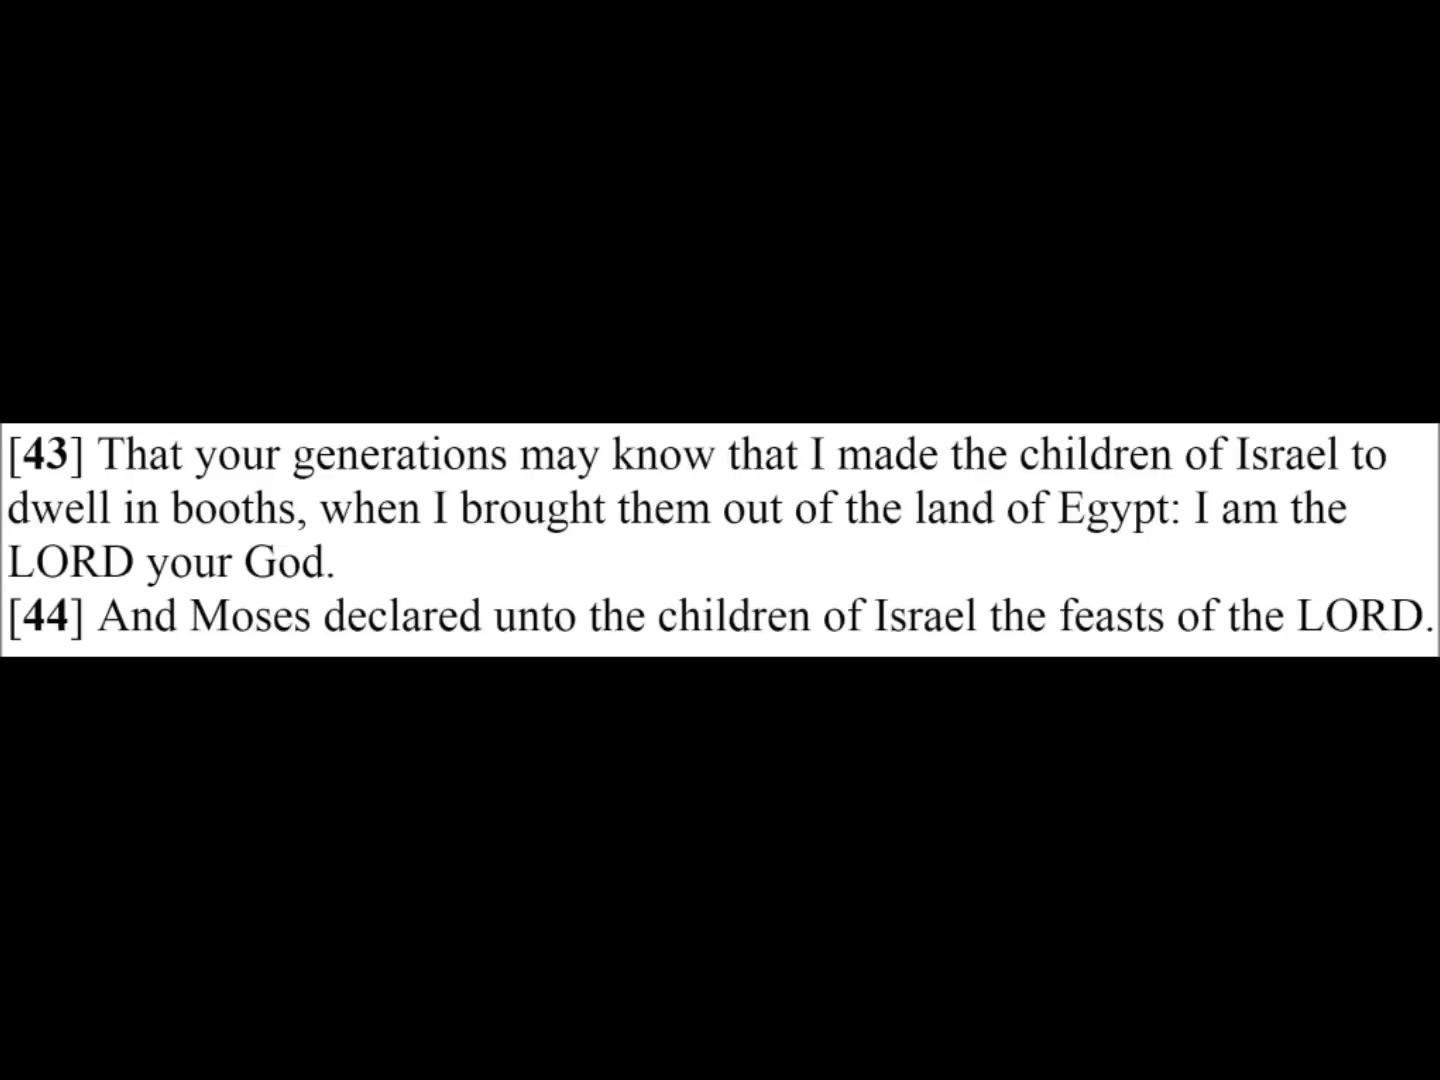 [43] That your generations may know that I made the children of Israel to
dwell in booths, when I brought them out of the land of Egypt: I am the
LORD your God.
[44] And Moses declared unto the children of Israel the feasts of the LORD.